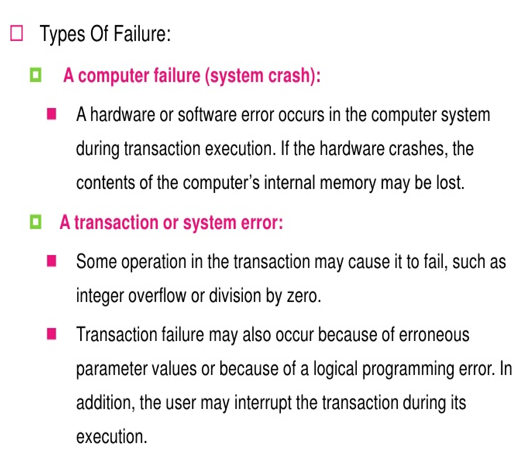 Types Of Failure:
A computer failure (system crash):
A hardware or software error occurs in the computer system
during transaction execution. If the hardware crashes, the
contents of the computer's internal memory may be lost.
A transaction or system error:
Some operation in the transaction may cause it to fail, such as
integer overflow or division by zero.
Transaction failure may also occur because of erroneous
parameter values or because of a logical programming error. In
addition, the user may interrupt the transaction during its
execution.